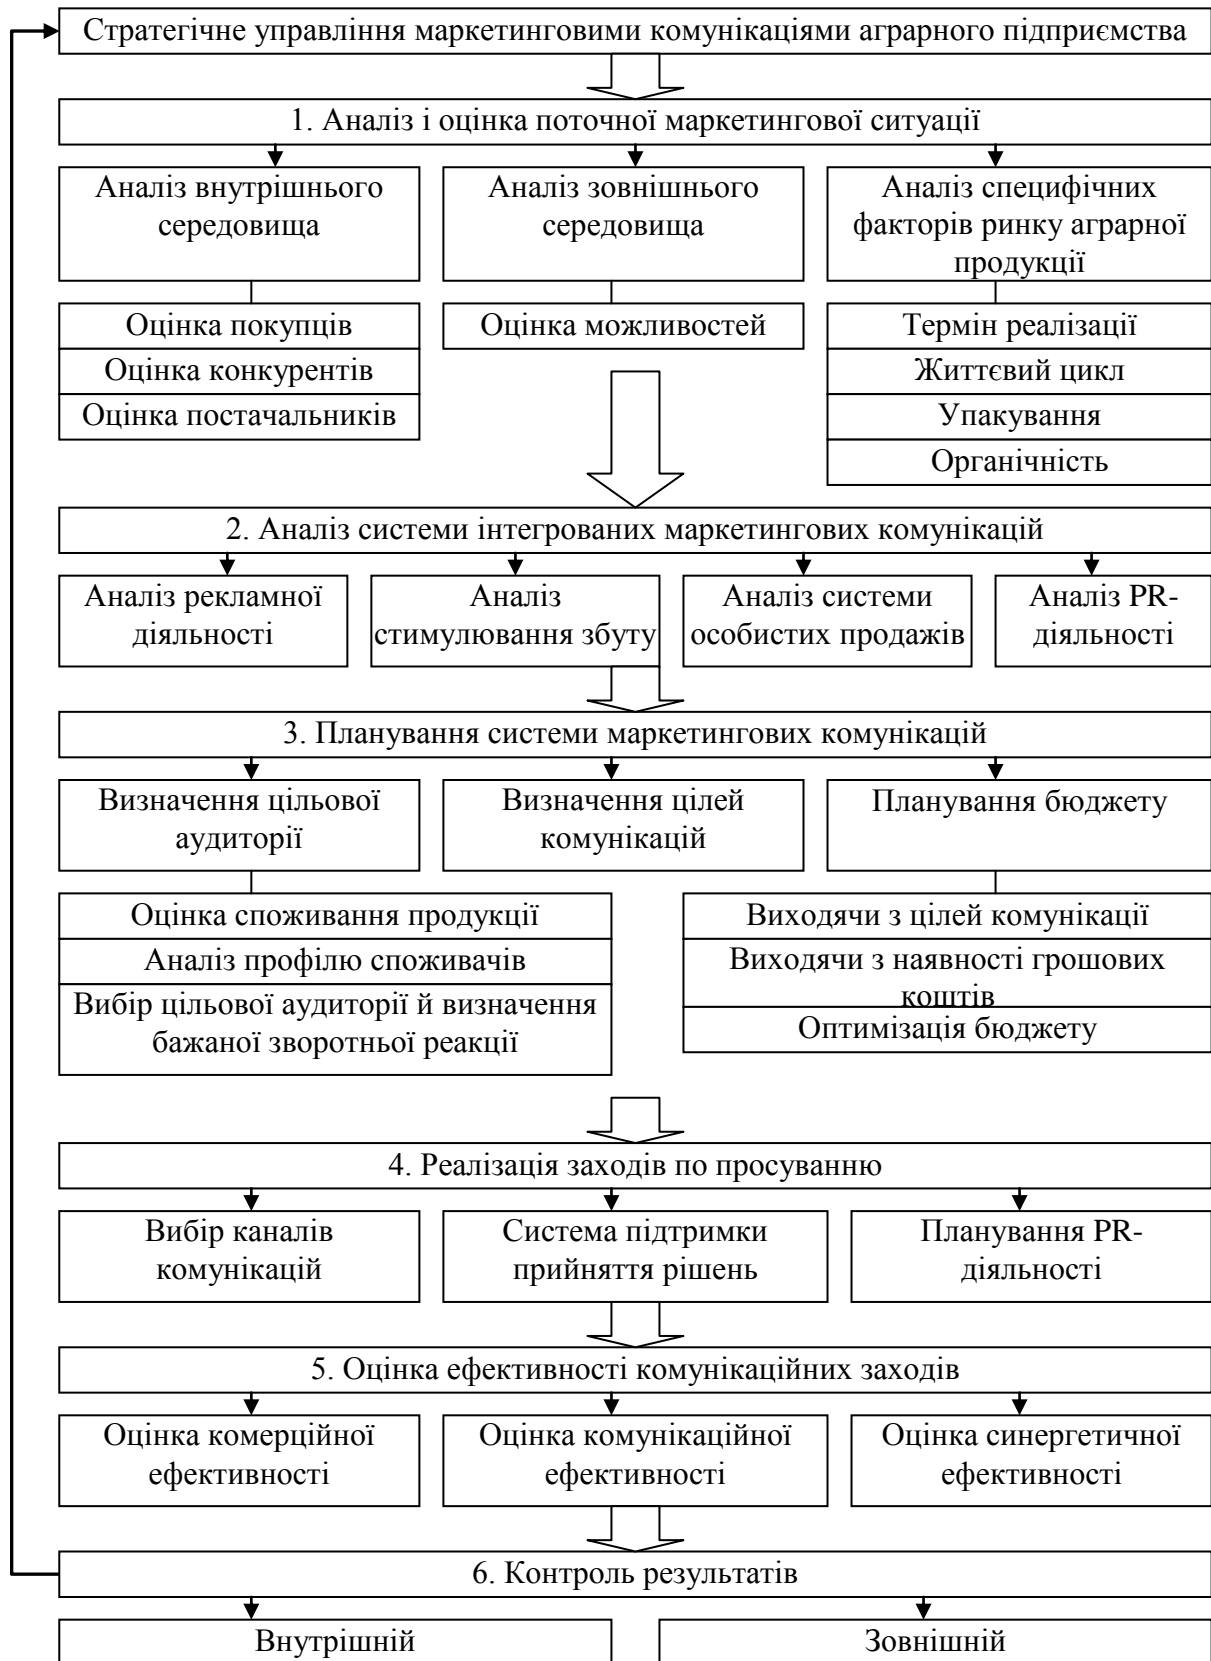 Стратегічне управління маркетинговими комунікаціями аграрного підприємства
1. Аналіз і оцінка поточної маркетингової ситуації
Аналіз внутрішнього
середовища
Аналіз зовнішнього
середовища
Аналіз специфічних
факторів ринку аграрної
продукції
Оцінка покупців
Оцінка конкурентів
Оцінка постачальників
Оцінка можливостей
Термін реалізації
Життєвий цикл
Упакування
Органічність
2. Аналіз системи інтегрованих маркетингових комунікацій
Аналіз рекламної
діяльності
Аналіз
стимулювання збуту
Аналіз системи
особистих продажів
Аналіз PR-
діяльності
3. Планування системи маркетингових комунікацій
Визначення цільової
аудиторії
Визначення цілей
комунікацій
Планування бюджету
Оцінка споживання продукції
Аналіз профілю споживачів
Вибір цільової аудиторії й визначення
бажаної зворотньої реакції
Виходячи з цілей комунікації
Виходячи з наявності грошових
коштів
Оптимізація бюджету
4. Реалізація заходів по просуванню
Вибір каналів
комунікацій
Система підтримки
прийняття рішень
Планування PR-
діяльності
5. Оцінка ефективності комунікаційних заходів
Оцінка комерційної
ефективності
Оцінка комунікаційної
ефективності
Оцінка синергетичної
ефективності
6. Контроль результатів
Внутрішній
Зовнішній